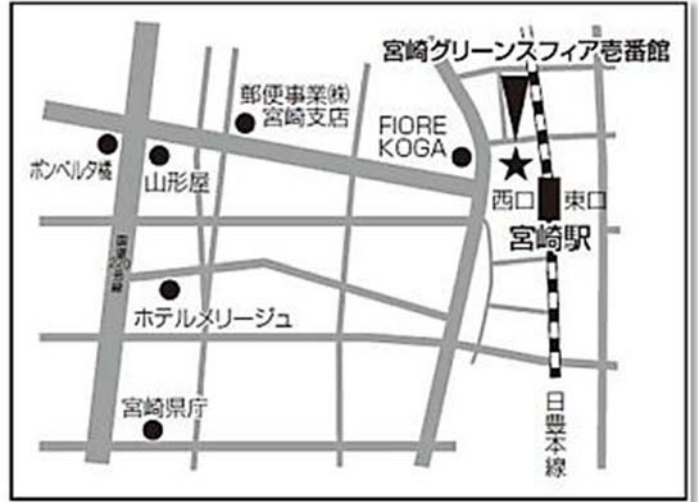 宮崎グリーンスフィア壱番館
郵便事業㈱
宮崎支店
FIORE
KOGA
ボンベルタ橘
山形屋
西口
東口
宮崎駅
ホテルメリージュ
宮崎県庁
日豊本線